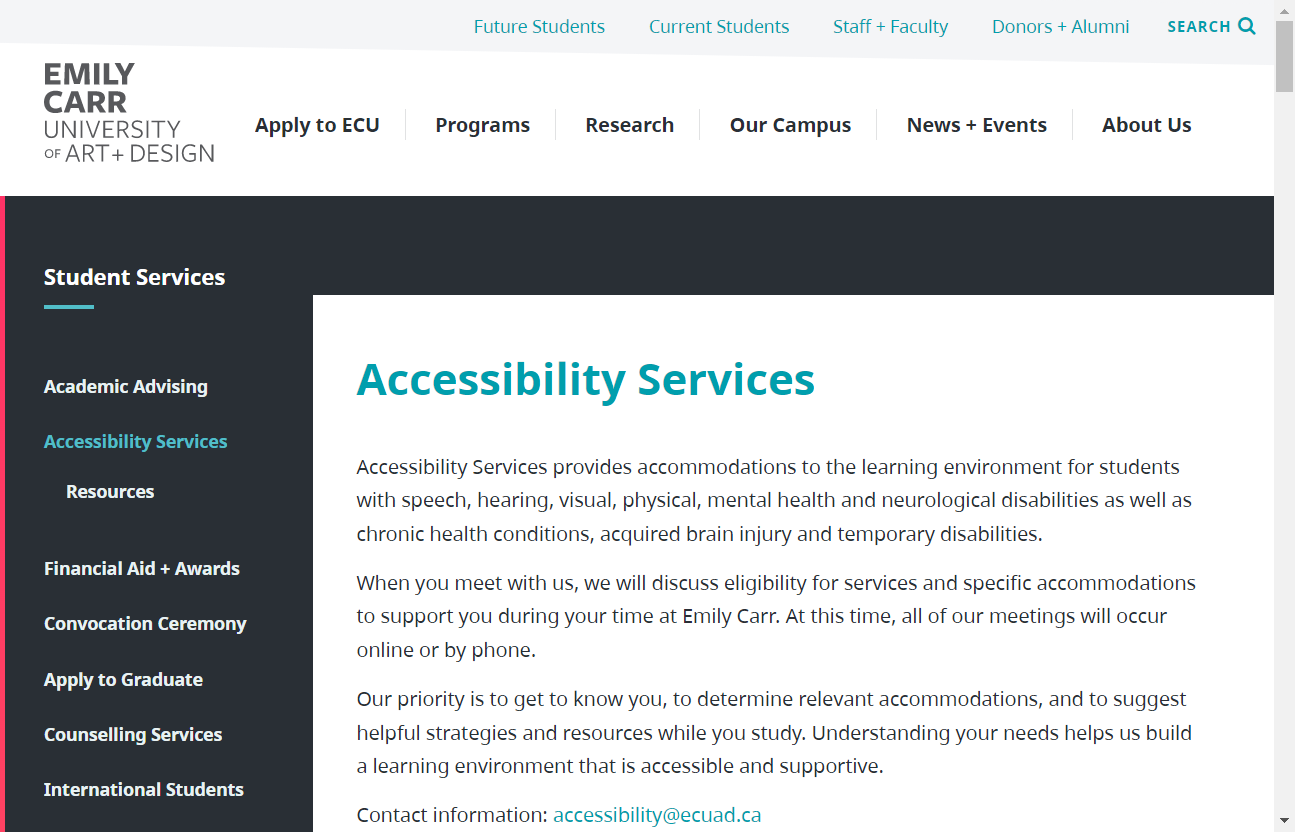 Future Students
Current Students
Staff + Faculty
Donors + Alumni
SEARCH
EMILY
CARR
UNIVERSITY
OF ART + DESIGN
Apply to ECU
Programs
Research
Our Campus
News + Events
About Us
Student Services
Academic Advising
Accessibility Services
Resources
Financial Aid + Awards
Convocation Ceremony
Apply to Graduate
Counselling Services
International Students
Accessibility Services
Accessibility Services provides accommodations to the learning environment for students
with speech, hearing, visual, physical, mental health and neurological disabilities as well as
chronic health conditions, acquired brain injury and temporary disabilities.
When you meet with us, we will discuss eligibility for services and specific accommodations
to support you during your time at Emily Carr. At this time, all of our meetings will occur
online or by phone.
Our priority is to get to know you, to determine relevant accommodations, and to suggest
helpful strategies and resources while you study. Understanding your needs helps us build
a learning environment that is accessible and supportive.
Contact information: accessibility@ecuad.ca